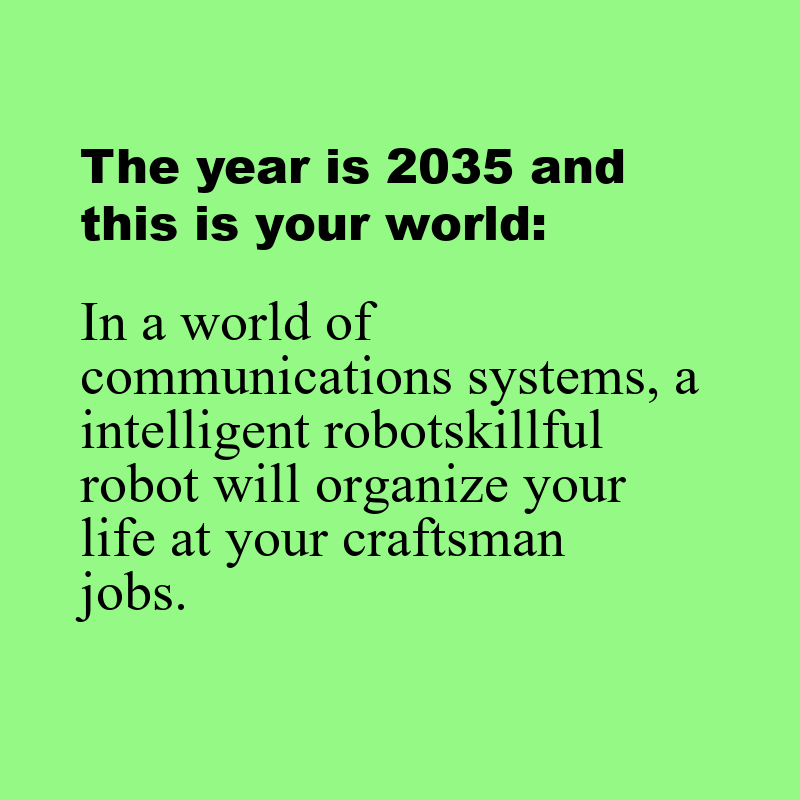 The year is 2035 and
this is your world:
In a world of
communications systems, a
intelligent robotskillful
robot will organize your
life at your craftsman
jobs.